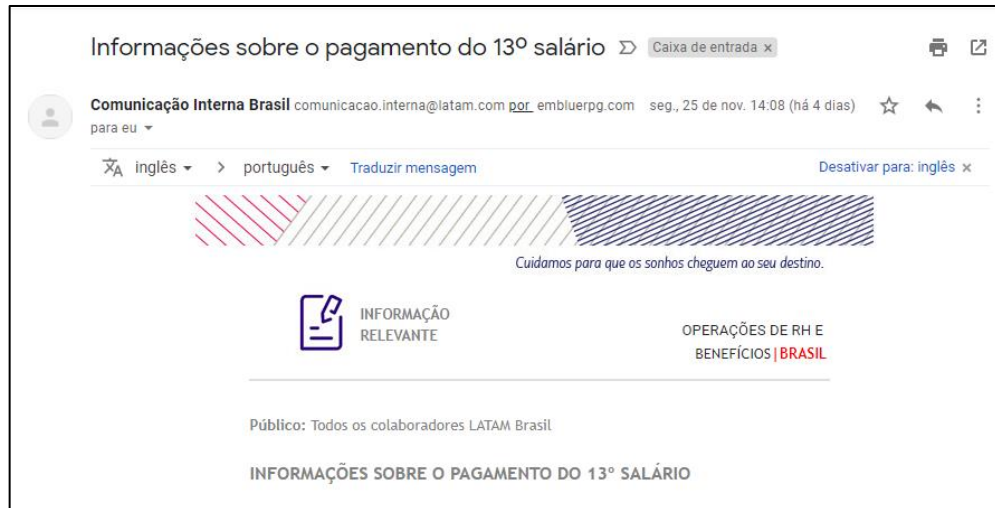 Informações sobre o pagamento do 13º salário Caixa de entrada x
Comunicação Interna Brasil comunicacao.interna@latam.com por embluerpg.com seg., 25 de nov. 14:08 (há 4 dias)
para eu
inglês > português Traduzir mensagem Desativar para: inglês x
Cuidamos para que os sonhos cheguem ao seu destino.
INFORMAÇÃO
RELEVANTE
OPERAÇÕES DE RH E
BENEFÍCIOS | BRASIL
Público: Todos os colaboradores LATAM Brasil
INFORMAÇÕES SOBRE O PAGAMENTO DO 13º SALÁRIO